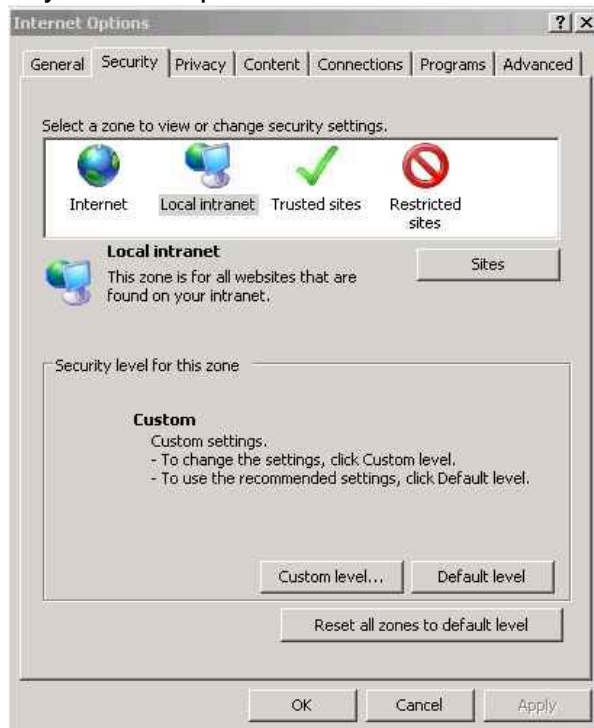 Internet Options
General Security Privacy Content Connections Programs Advanced
Select a zone to view or change security settings.
Internet Local intranet Trusted sites Restricted sites
Local intranet
This zone is for all websites that are
found on your intranet.
Sites
Security level for this zone
Custom
Custom settings.
- To change the settings, click Custom level.
- To use the recommended settings, click Default level.
Custom level... Default level
Reset all zones to default level
OK Cancel Apply